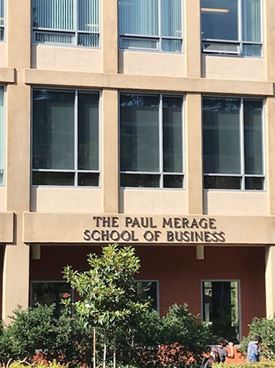 THE PAUL MERAGE
SCHOOL OF BUSINESS